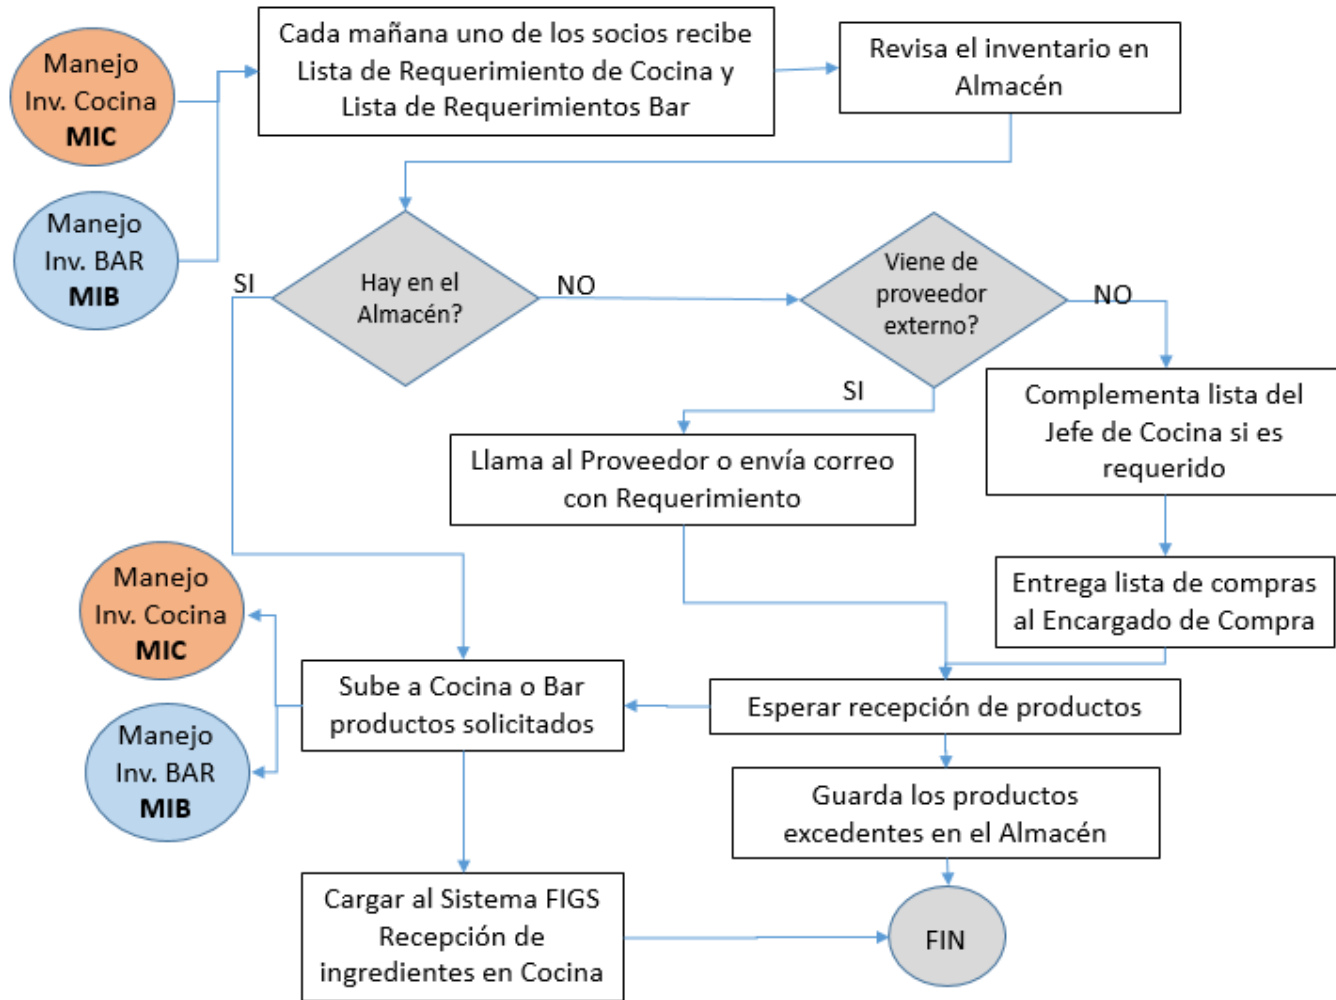 Manejo
Inv. Cocina
MIC
Cada mañana uno de los socios recibe
Lista de Requerimiento de Cocina y
Lista de Requerimientos Bar
Revisa el inventario en
Almacén
Manejo
Inv. BAR
MIB
SI
Hay en el
Almacén?
NO
Viene de
proveedor
externo?
NO
SI
Complementa lista del
Jefe de Cocina si es
requerido
Llama al Proveedor o envía correo
con Requerimiento
Entrega lista de compras
al Encargado de Compra
Manejo
Inv. Cocina
MIC
Sube a Cocina o Bar
productos solicitados
Esperar recepción de productos
Manejo
Inv. BAR
MIB
Guarda los productos
excedentes en el Almacén
Cargar al Sistema FIGS
Recepción de
ingredientes en Cocina
FIN